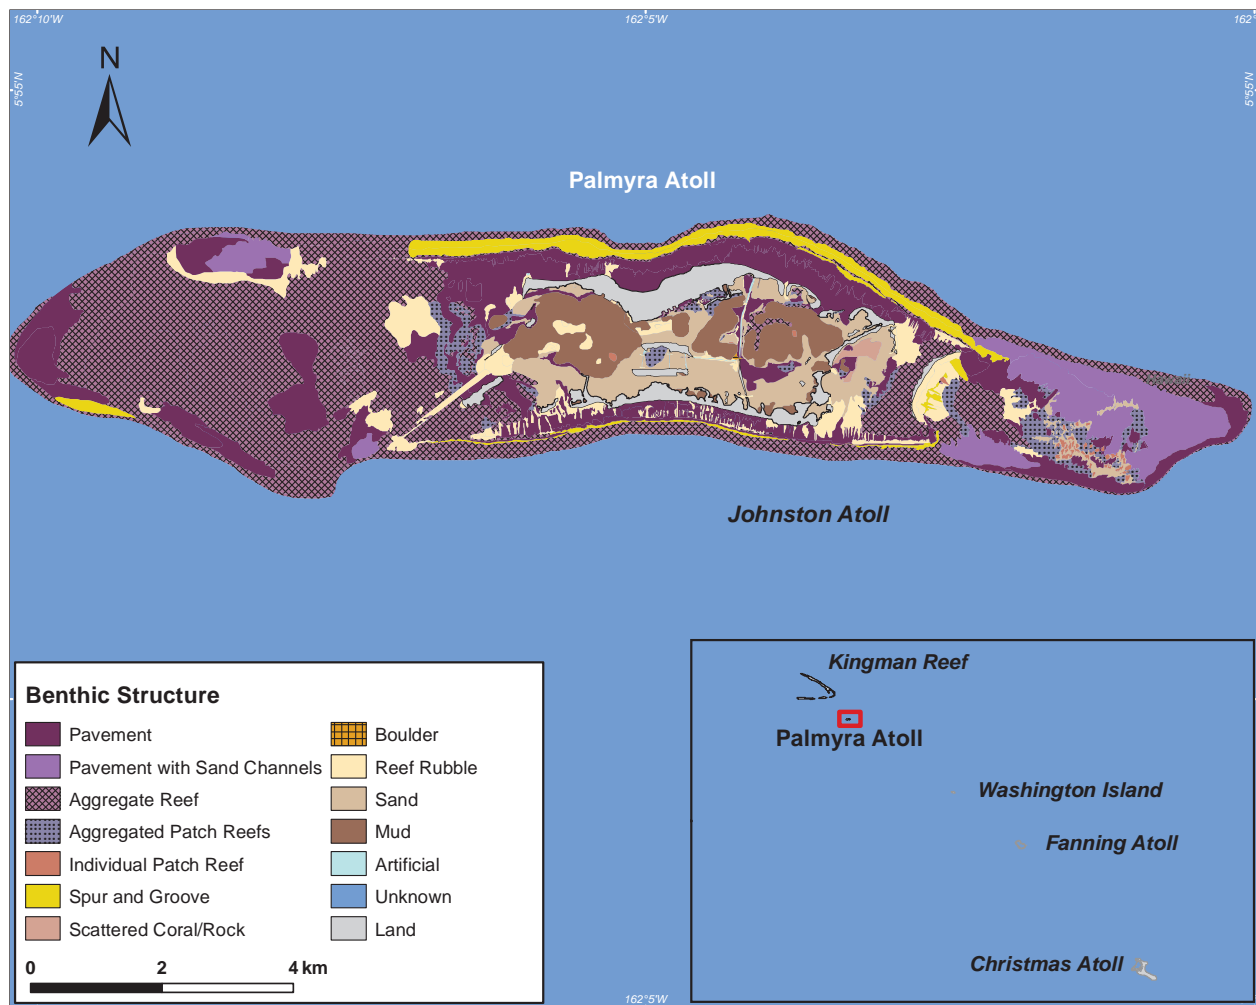 162°10'W
162°5'W
162°
5°55'N
5°55'N
N
Palmyra Atoll
Johnston Atoll
Kingman Reef
Palmyra Atoll
Washington Island
Fanning Atoll
Christmas Atoll
Benthic Structure
Pavement
Pavement with Sand Channels
Aggregate Reef
Aggregated Patch Reefs
Individual Patch Reef
Spur and Groove
Scattered Coral/Rock
Boulder
Reef Rubble
Sand
Mud
Artificial
Unknown
Land
0 2 4 km
162°5'W